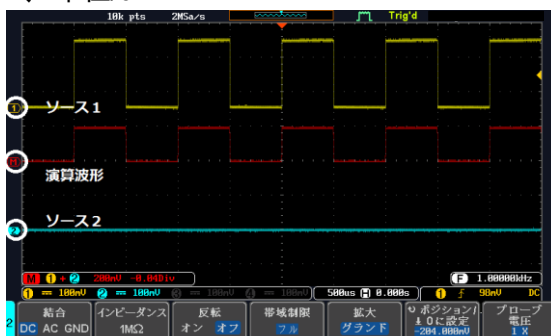 10k pts 2MSa/s Trig'd
1 ソース1
M 演算波形
2 ソース2
M 1 + 2 200mV -0.04Div F 1.00000kHz
1 100mV 2 100mV 3 100mV 4 100mV 500us H 0.000s 1 f 98mV DC
2 結合 インピーダンス 反転 帯域制限 拡大 ポジション/ プローブ
± 0に設定 電圧
DC AC GND 1MΩ オン オフ フル グランド -204.000mV 1 X